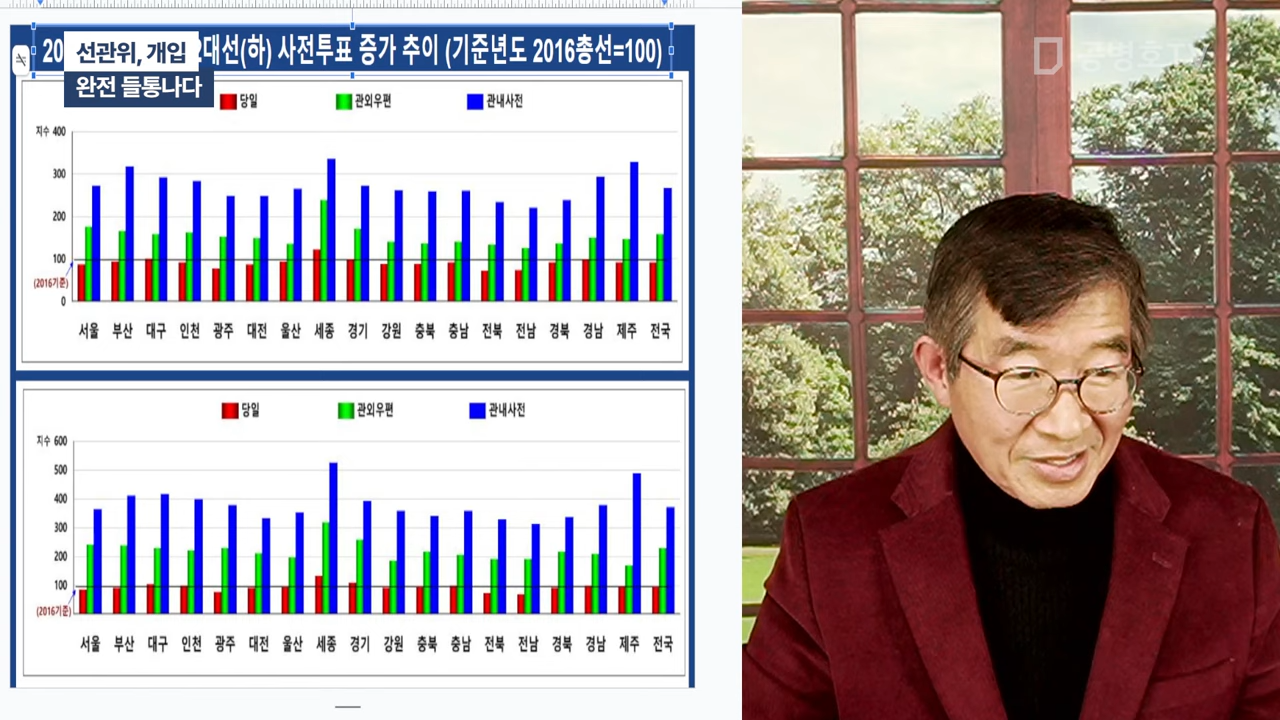 20
대선(하) 사전투표 증가 추이 (기준년도 2016총선=100)
선관위, 개입
완전 들통나다
공병호TV
당일 관외우편 관내사전
지수 400
300
200
100
(2016기준)
0
서울 부산 대구 인천 광주 대전 울산 세종 경기 강원 충북 충남 전북 전남 경북 경남 제주 전국
당일 관외우편 관내사전
지수 600
500
400
300
200
100
(2016기준)
서울 부산 대구 인천 광주 대전 울산 세종 경기 강원 충북 충남 전북 전남 경북 경남 제주 전국